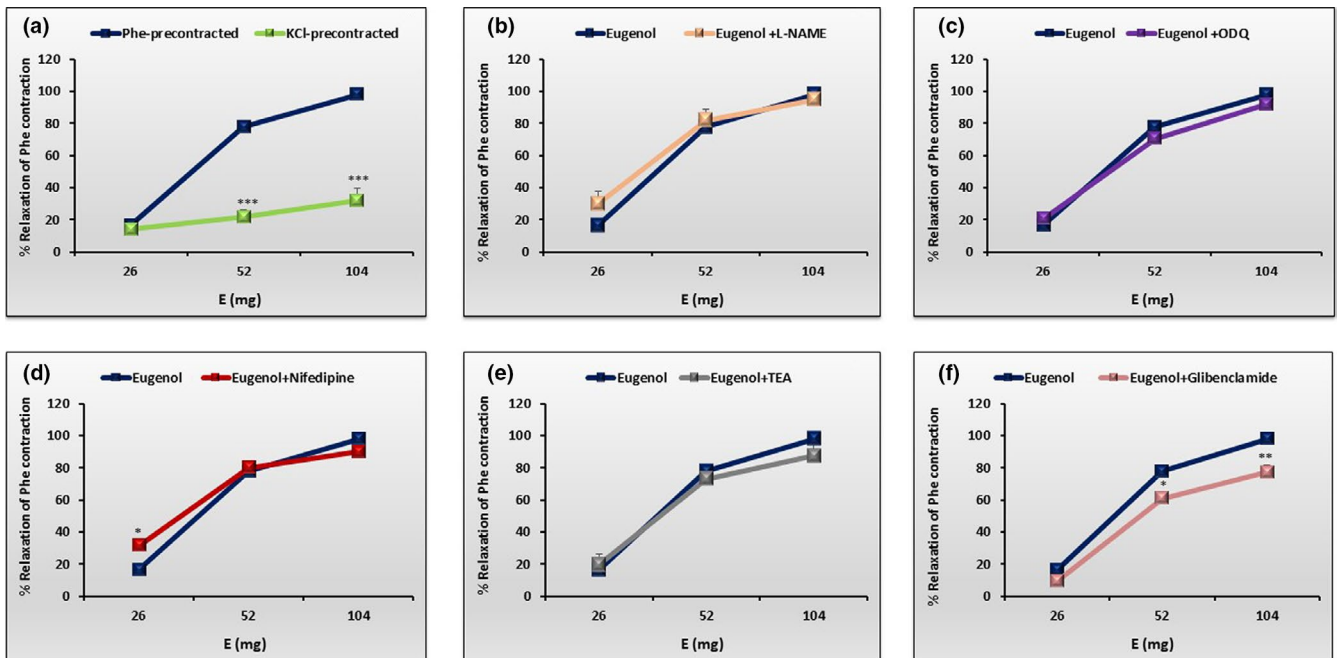 (a) Phe-precontracted KCl-precontracted
% Relaxation of Phe contraction
120
100
80
60
40
20
0
***
***
26 52 104
E (mg)
(b) Eugenol Eugenol +L-NAME
% Relaxation of Phe contraction
120
100
80
60
40
20
0
26 52 104
E (mg)
(c) Eugenol Eugenol +ODQ
% Relaxation of Phe contraction
120
100
80
60
40
20
0
26 52 104
E (mg)
(d) Eugenol Eugenol+Nifedipine
% Relaxation of Phe contraction
120
100
80
60
40
20
0
*
26 52 104
E (mg)
(e) Eugenol Eugenol+TEA
% Relaxation of Phe contraction
120
100
80
60
40
20
0
26 52 104
E (mg)
(f) Eugenol Eugenol+Glibenclamide
% Relaxation of Phe contraction
120
100
80
60
40
20
0
*
**
26 52 104
E (mg)